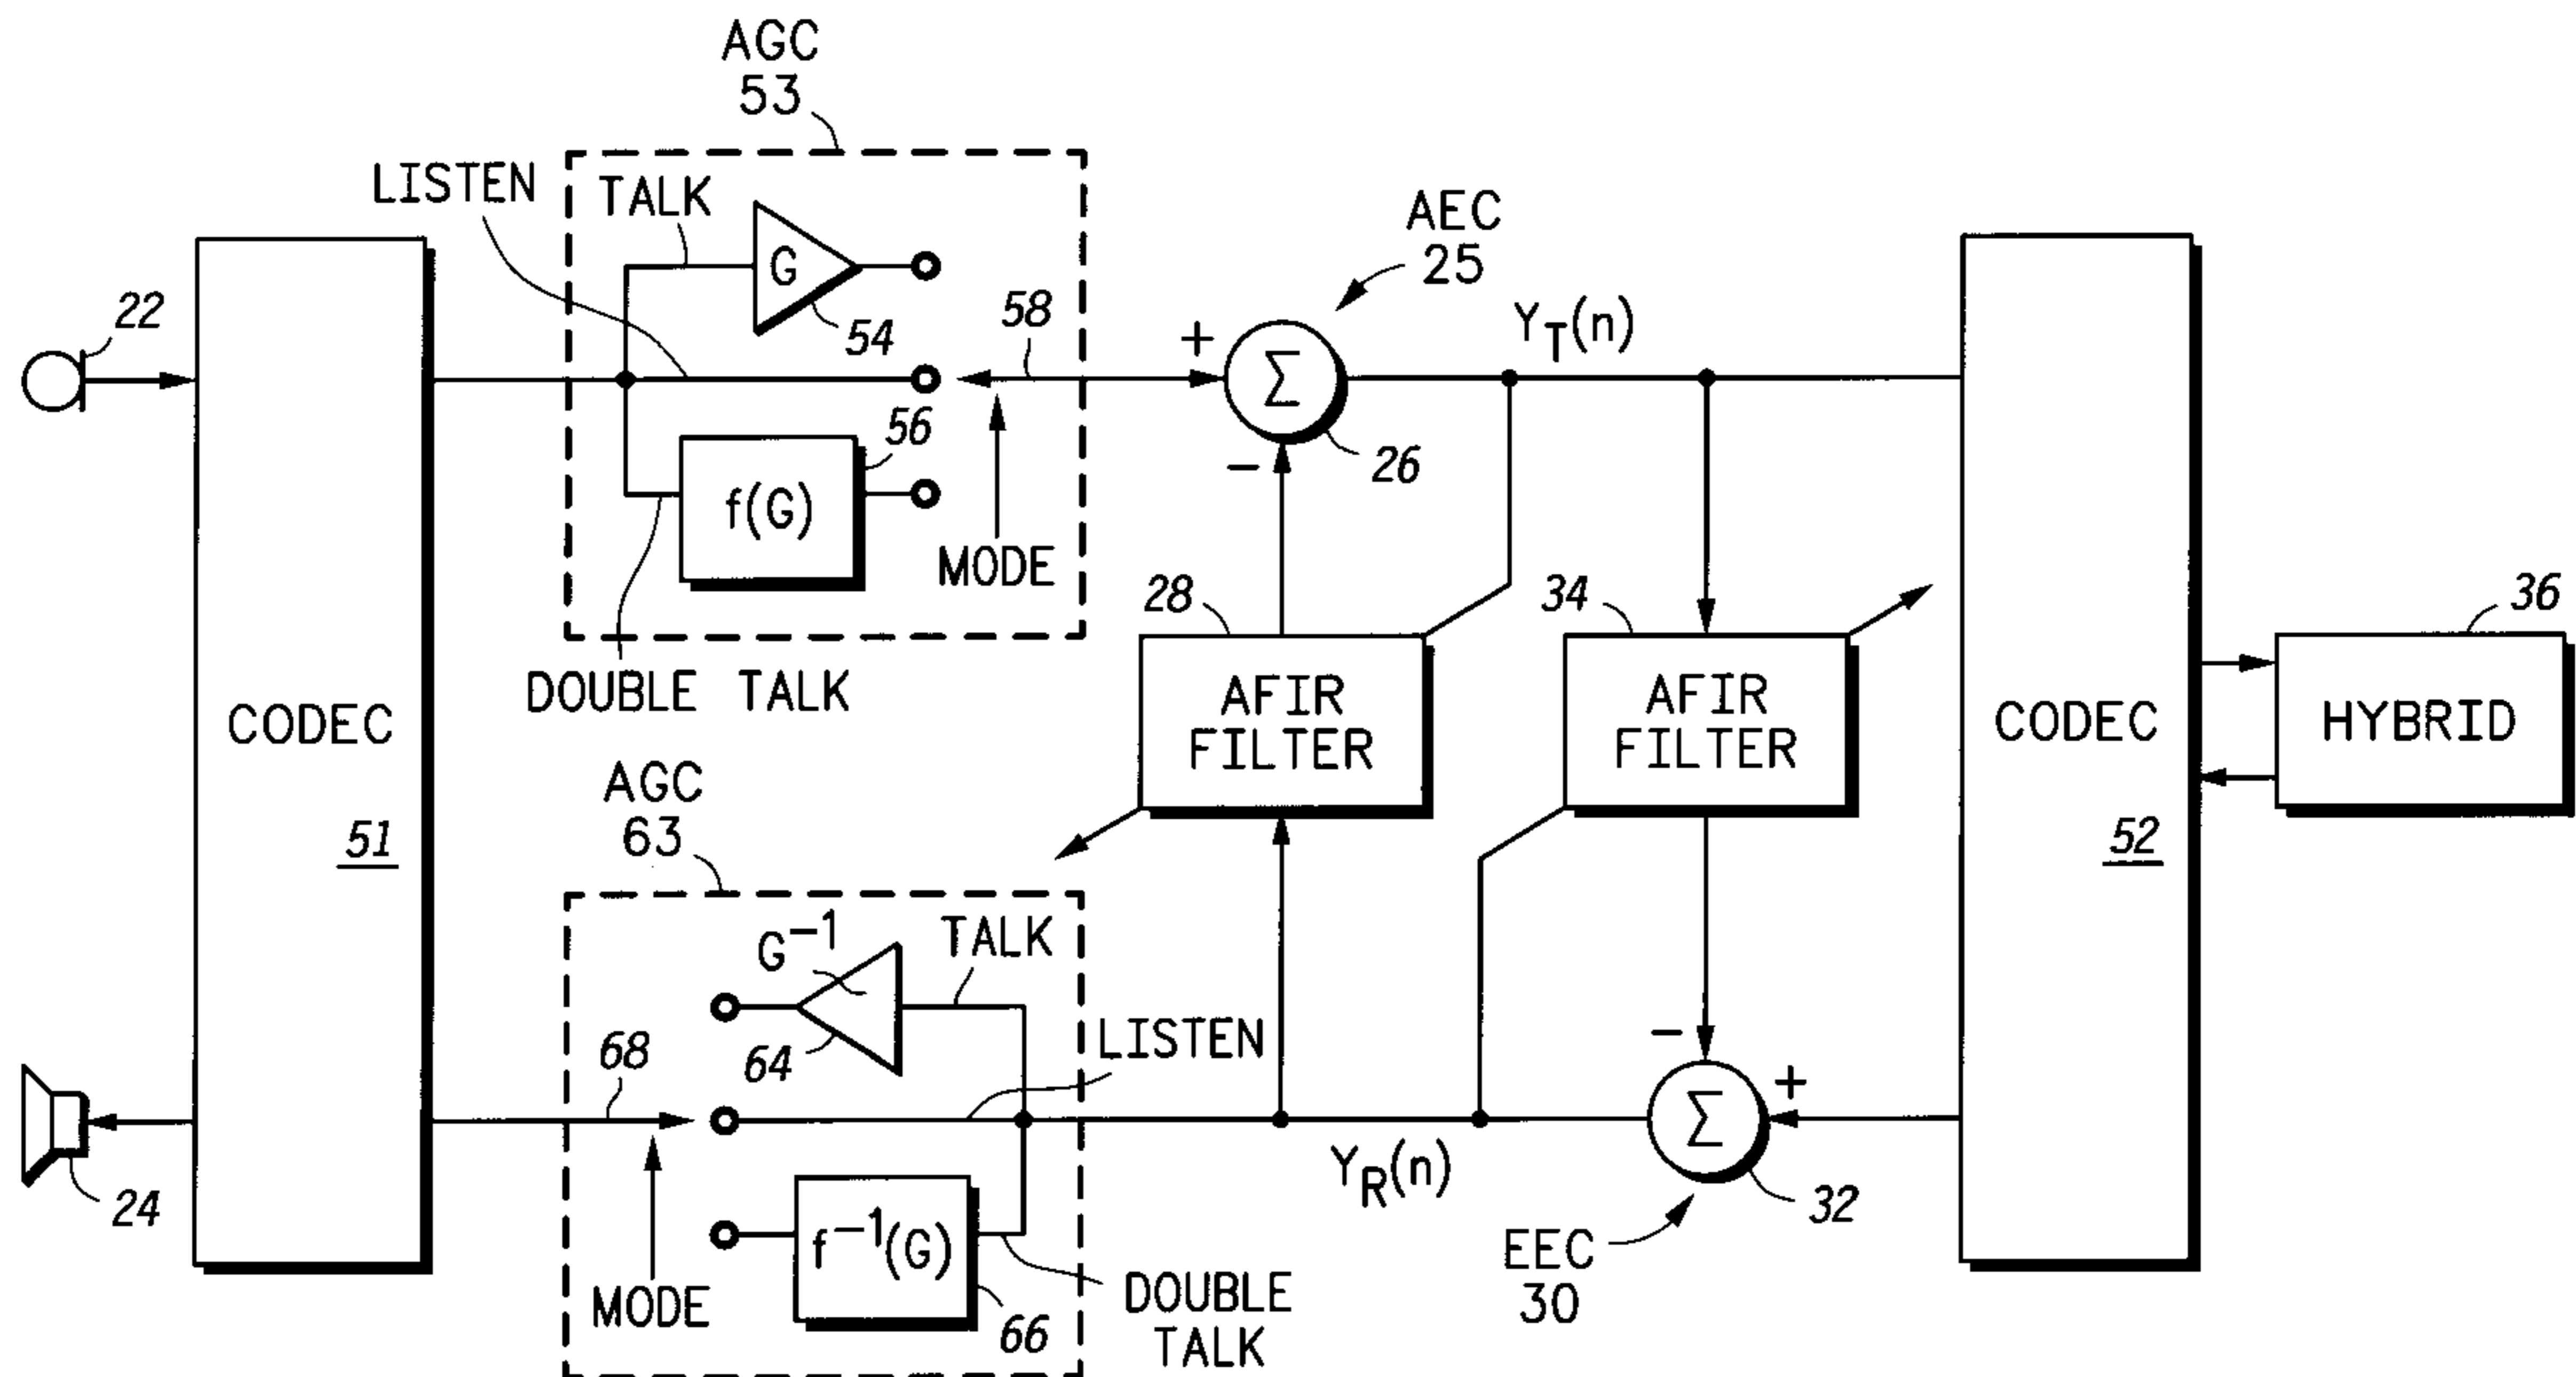 AGC
53
LISTEN
TALK
G
54
58
22
AEC
25
+
Σ
Y_T(n)
26
−
56
f(G)
MODE
DOUBLE TALK
CODEC
51
28
AFIR
FILTER
34
AFIR
FILTER
CODEC
52
36
HYBRID
AGC
63
G⁻¹
TALK
64
LISTEN
68
MODE
f⁻¹(G)
66
DOUBLE
TALK
24
Y_R(n)
−
+
Σ
32
EEC
30